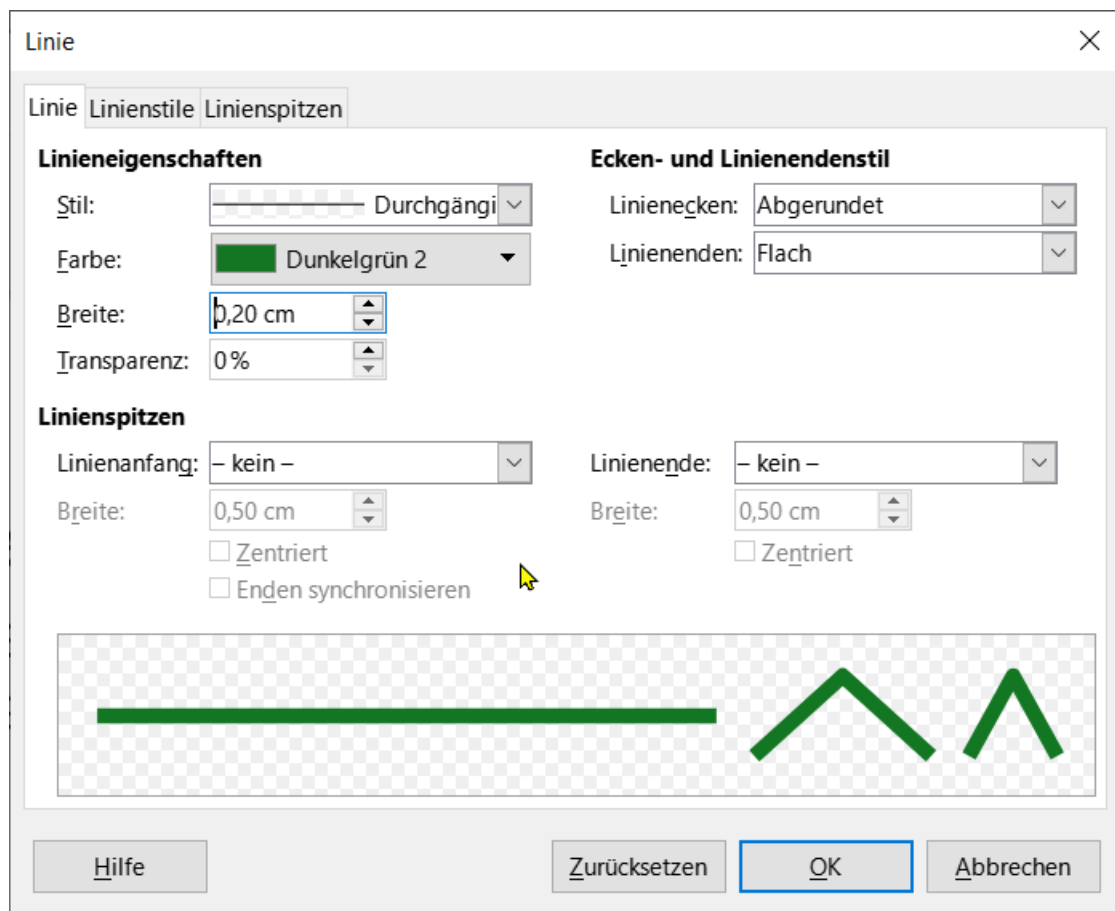 Linie
Linie Linienstile Linienspitzen
Linieneigenschaften
Stil: Durchgängi
Farbe: Dunkelgrün 2
Breite: 0,20 cm
Transparenz: 0 %
Ecken- und Linienendenstil
Linienecken: Abgerundet
Linienenden: Flach
Linienspitzen
Linienanfang: – kein –
Breite: 0,50 cm
Zentriert
Enden synchronisieren
Linienende: – kein –
Breite: 0,50 cm
Zentriert
Hilfe Zurücksetzen OK Abbrechen